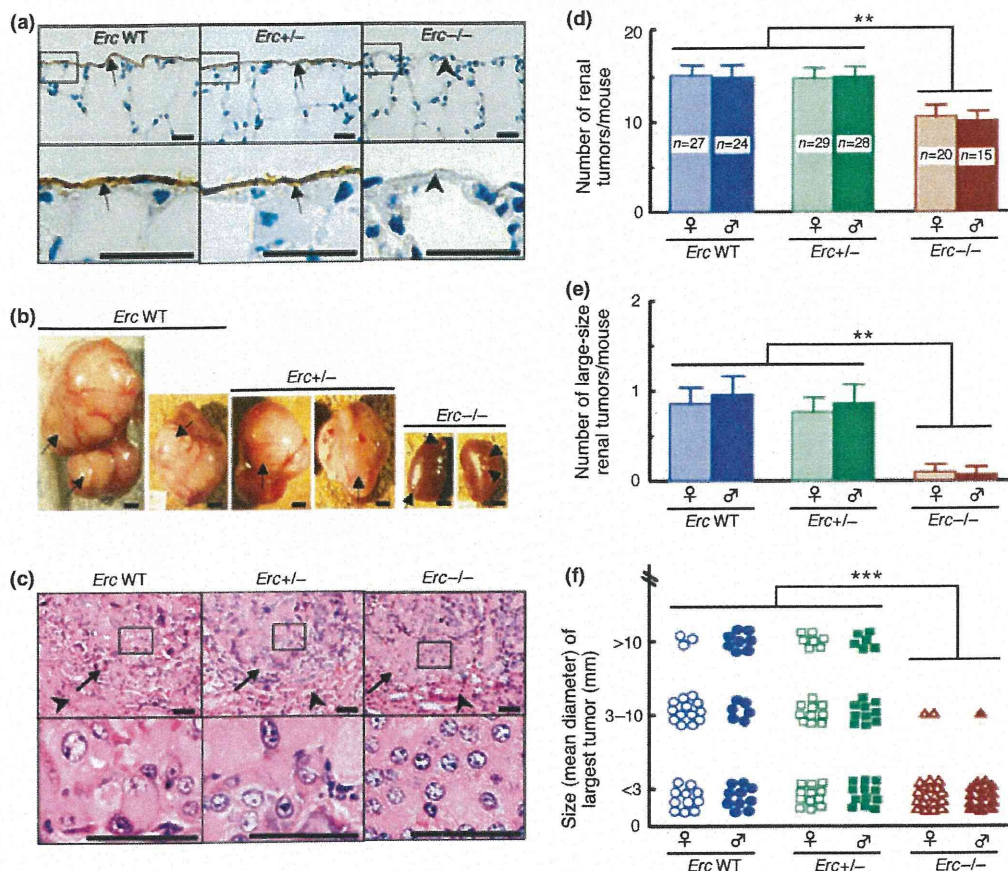 (a)
Erc WT Erc+/– Erc–/–
(b)
Erc WT
Erc+/–
Erc–/–
(c)
Erc WT Erc+/– Erc–/–
(d)
Number of renal
tumors/mouse
20
10
0
**
n=27 n=24 n=29 n=28 n=20 n=15
♀ ♂ ♀ ♂ ♀ ♂
Erc WT Erc+/– Erc–/–
(e)
Number of large-size
renal tumors/mouse
2
1
0
**
♀ ♂ ♀ ♂ ♀ ♂
Erc WT Erc+/– Erc–/–
(f)
Size (mean diameter) of
largest tumor (mm)
***
>10
3–10
<3
0
♀ ♂ ♀ ♂ ♀ ♂
Erc WT Erc+/– Erc–/–